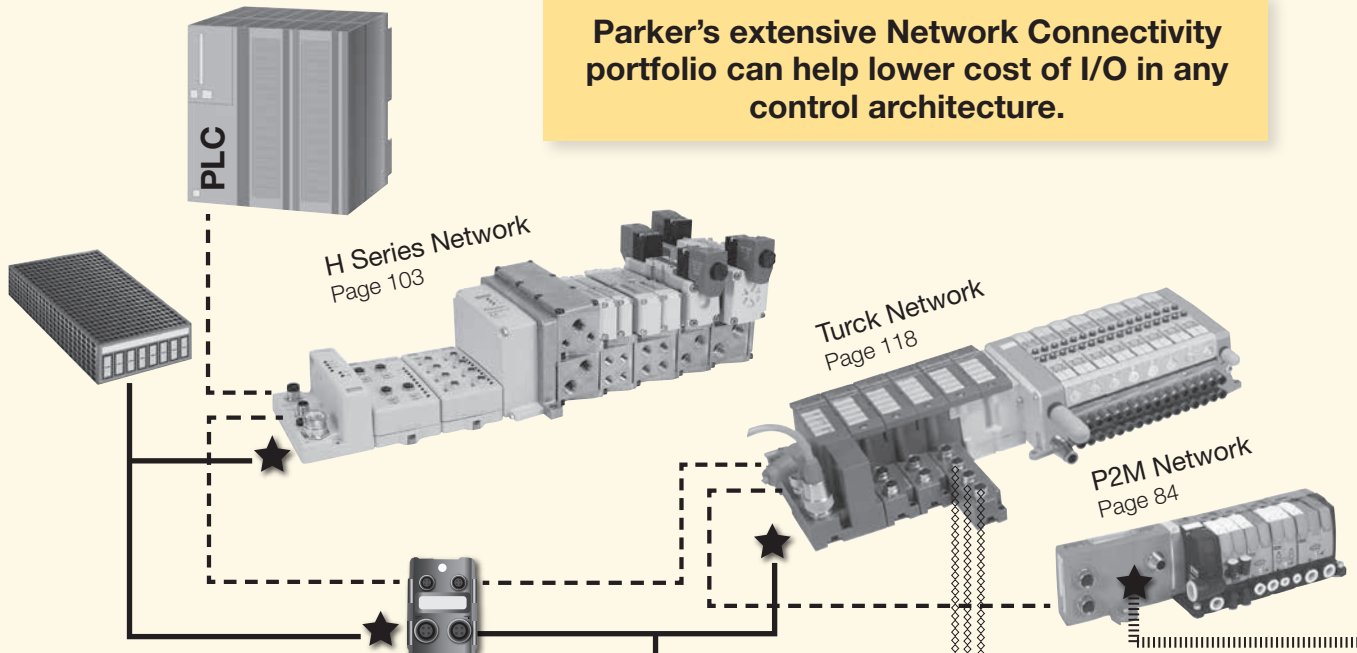 Parker’s extensive Network Connectivity
portfolio can help lower cost of I/O in any
control architecture.
PLC
H Series Network
Page 103
Turck Network
Page 118
P2M Network
Page 84